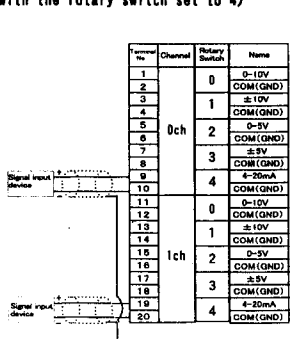 with the rotary switch set to 4)
Terminal No Channel Rotary Switch Name
1 0ch 0 0-10V
2 COM(GND)
3 1 ±10V
4 COM(GND)
5 2 0-5V
6 COM(GND)
7 3 ±5V
8 COM(GND)
Signal input device + 9 4 4-20mA
- 10 COM(GND)
11 1ch 0 0-10V
12 COM(GND)
13 1 ±10V
14 COM(GND)
15 2 0-5V
16 COM(GND)
17 3 ±5V
18 COM(GND)
Signal input device + 19 4 4-20mA
- 20 COM(GND)